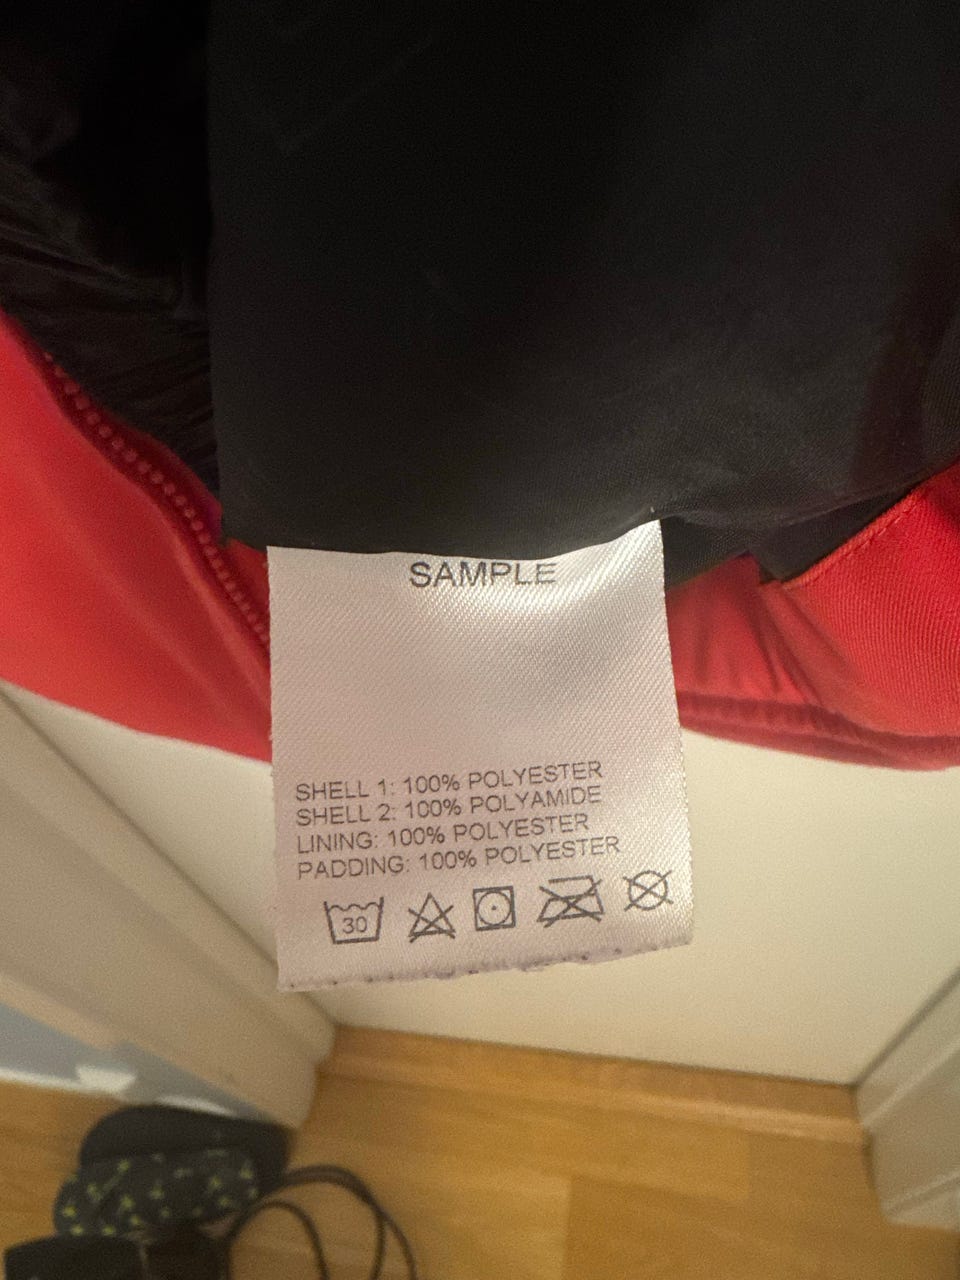 SAMPLE
SHELL 1: 100% POLYESTER
SHELL 2: 100% POLYAMIDE
LINING: 100% POLYESTER
PADDING: 100% POLYESTER
30